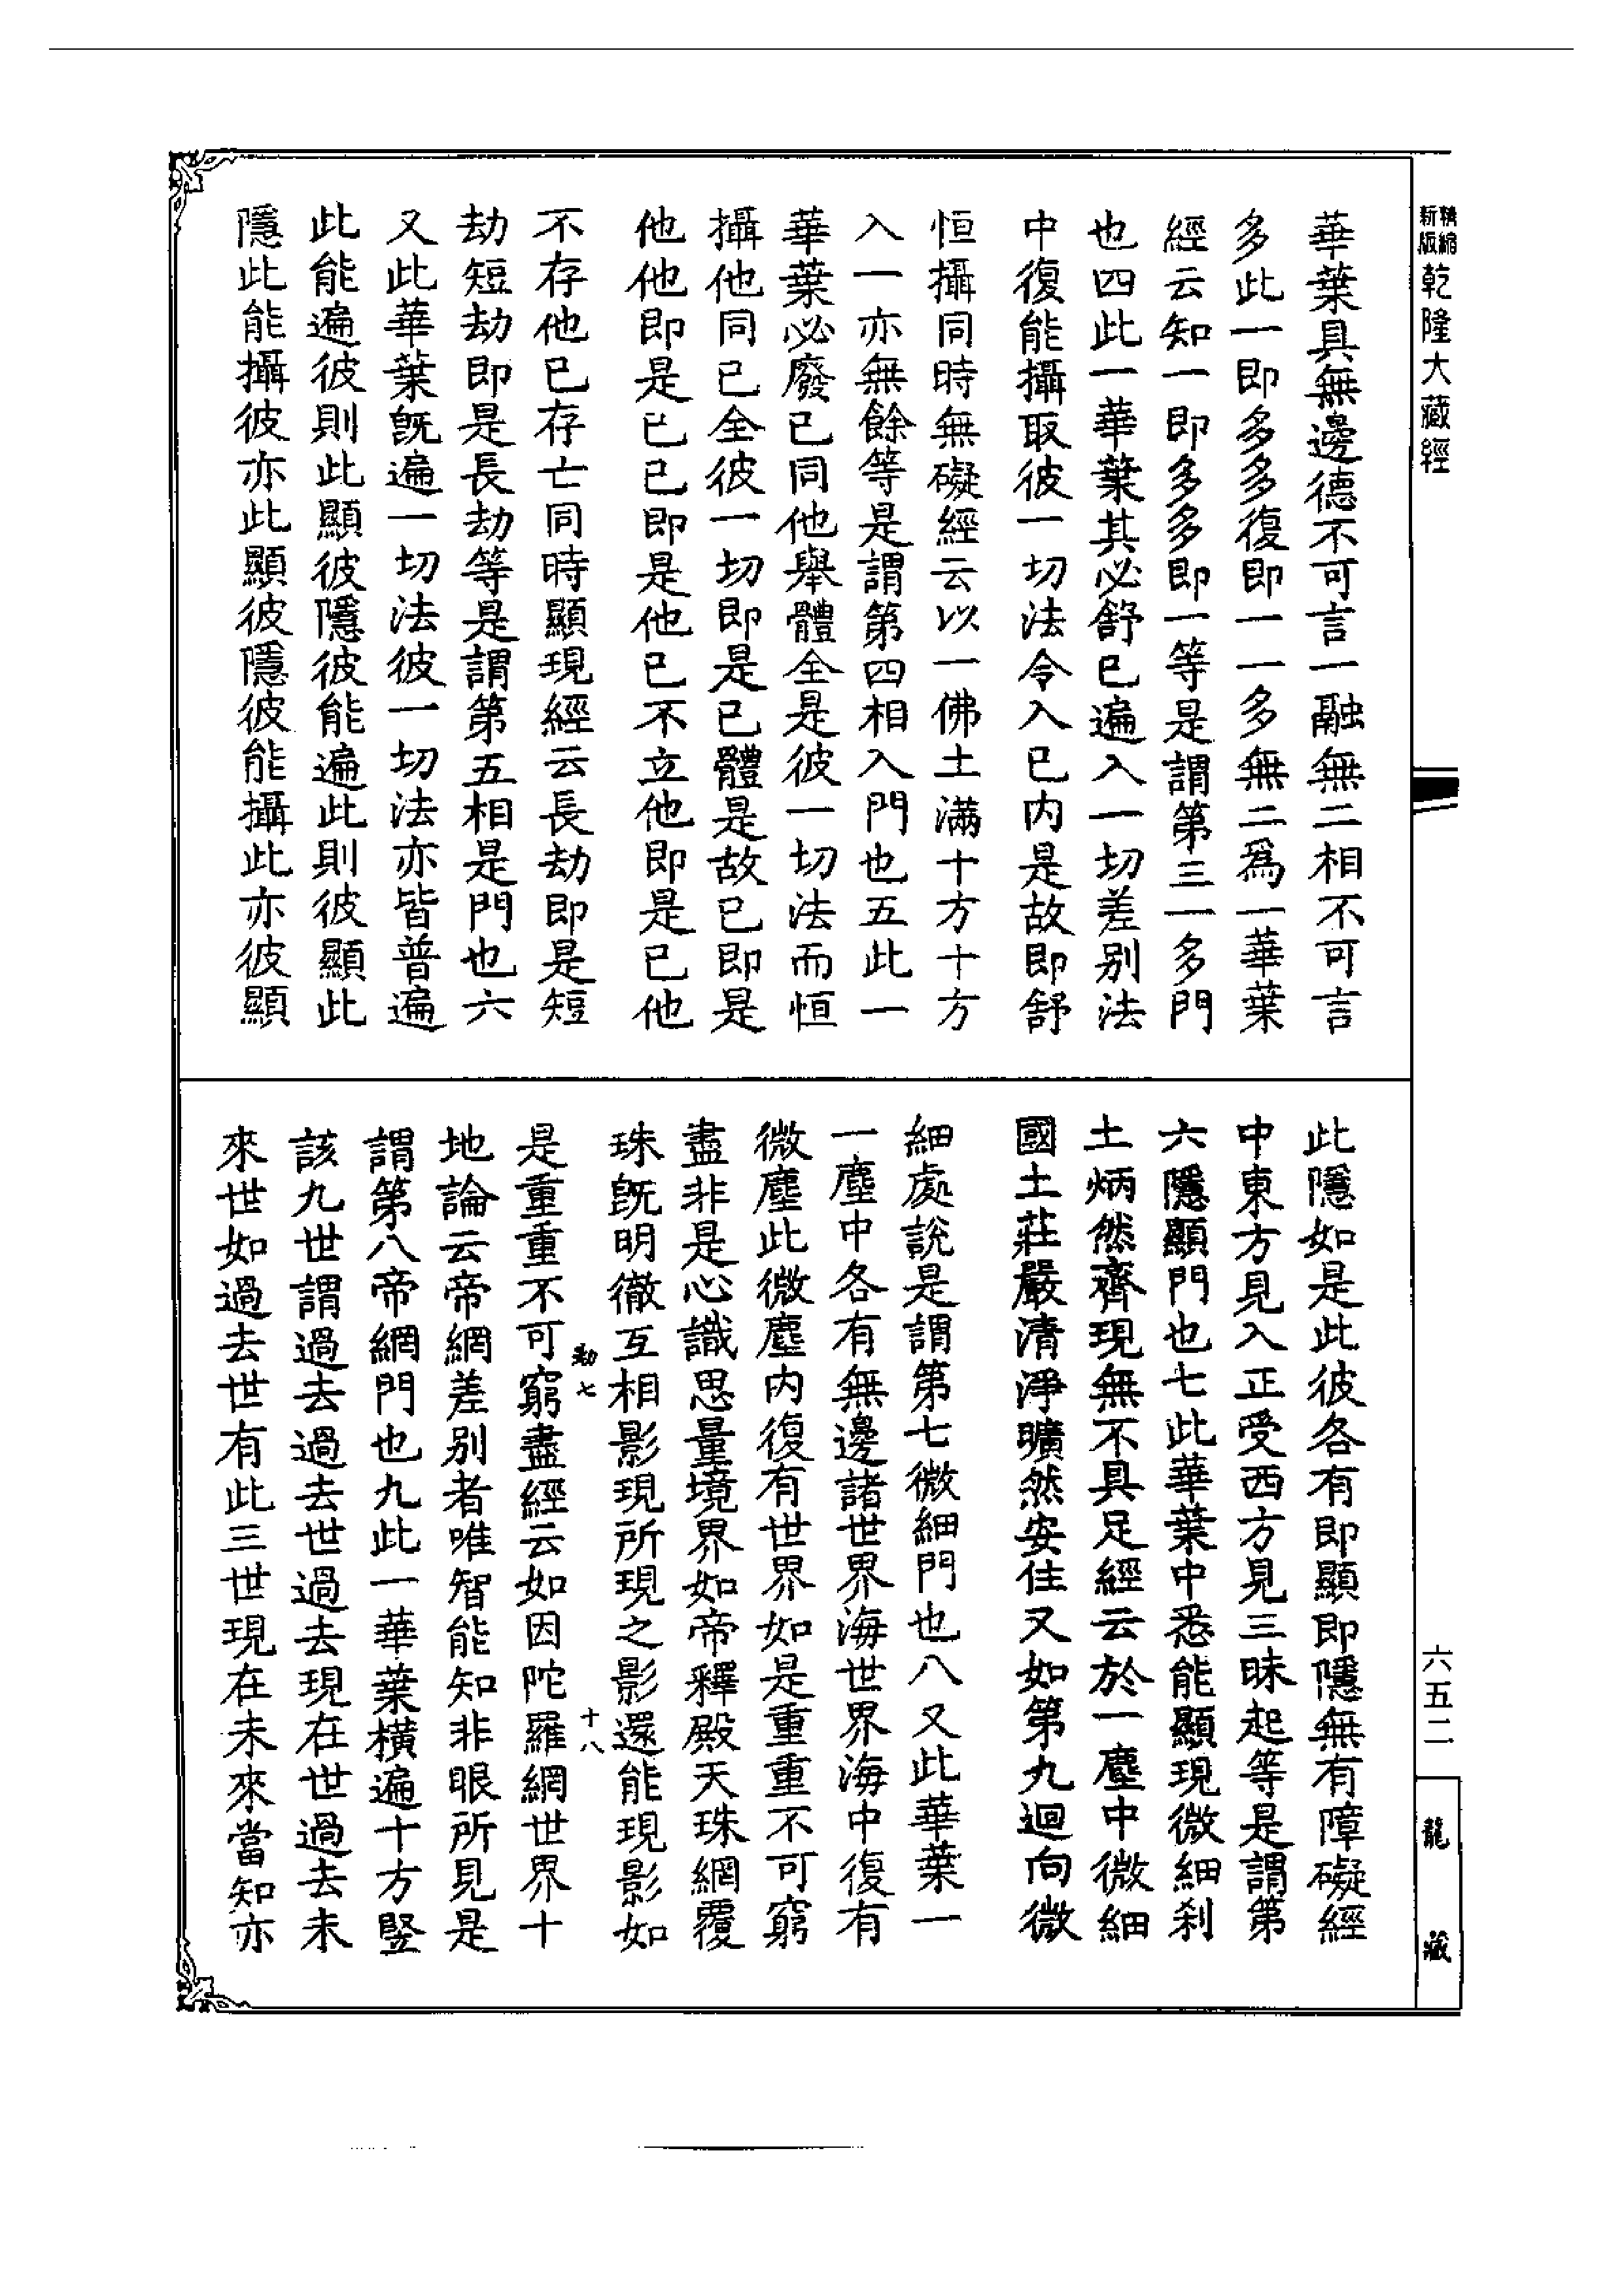 精縮新版
乾隆大藏經
華葉具無邊德不可言一融無二相不可言
多此一即多多復即一一多無二爲一華葉
經云知一即多多即一等是謂第三一多門
也四此一華葉其必舒已遍入一切差别法
中復能攝取彼一切法令入已内是故即舒
恒攝同時無礙經云以一佛土滿十方十方
入一亦無餘等是謂第四相入門也五此一
華葉必廢已同他舉體全是彼一切法而恒
攝他同已全彼一切即是已體是故已即是
他他即是已已即是他已不立他即是已他
不存他已存亡同時顯現經云長劫即是短
劫短劫即是長劫等是謂第五相是門也六
又此華葉旣遍一切法彼一切法亦皆普遍
此能遍彼則此顯彼隱彼能遍此則彼顯此
隱此能攝彼亦此顯彼隱彼能攝此亦彼顯
此隱如是此彼各有即顯即隱無有障礙經
中東方見入正受西方見三昧起等是謂第
六隱顯門也七此華葉中悉能顯現微細刹
土炳然齊現無不具足經云於一塵中微細
國土莊嚴清淨曠然安住又如第九迴向微
細處說是謂第七微細門也八又此華葉一
一塵中各有無邊諸世界海世界海中復有
微塵此微塵内復有世界如是重重不可窮
盡非是心識思量境界如帝釋殿天珠網覆
珠旣明徹互相影現所現之影還能現影如
是重重不可窮盡經云如因陀羅網世界十
地論云帝網差别者唯智能知非眼所見是
謂第八帝網門也九此一華葉橫遍十方竪
該九世謂過去過去世過去現在世過去未
來世如過去世有此三世現在未來當知亦
十八
六五二
龍藏